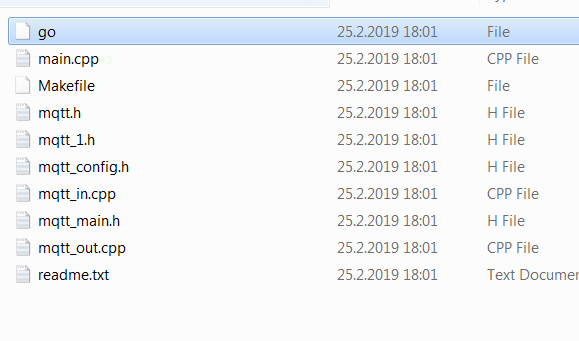 go 25.2.2019 18:01 File
main.cpp 25.2.2019 18:01 CPP File
Makefile 25.2.2019 18:01 File
mqtt.h 25.2.2019 18:01 H File
mqtt_1.h 25.2.2019 18:01 H File
mqtt_config.h 25.2.2019 18:01 H File
mqtt_in.cpp 25.2.2019 18:01 CPP File
mqtt_main.h 25.2.2019 18:01 H File
mqtt_out.cpp 25.2.2019 18:01 CPP File
readme.txt 25.2.2019 18:01 Text Docume